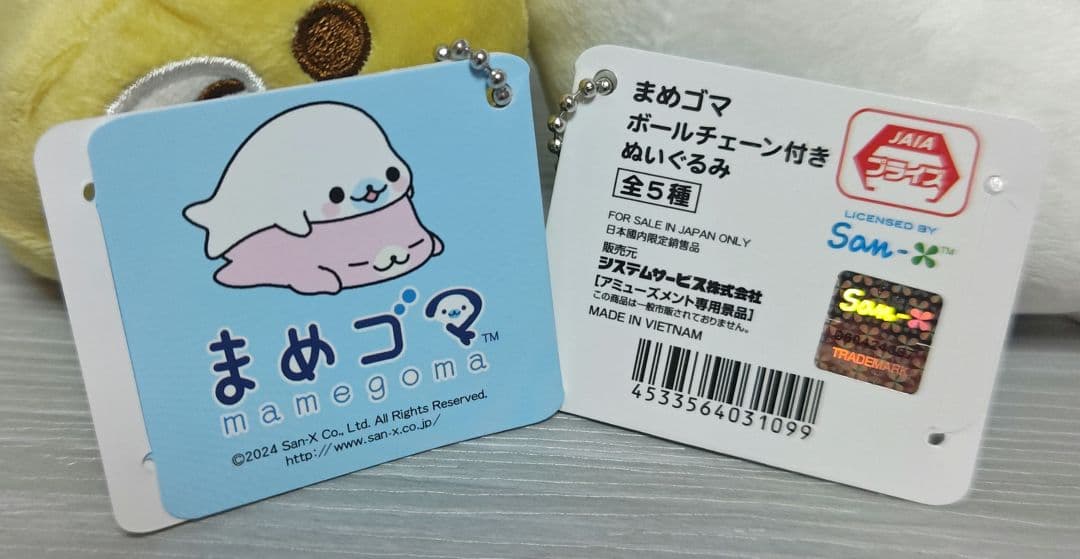 まめゴマ™
mamegoma
©2024 San-X Co., Ltd. All Rights Reserved.
http://www.san-x.co.jp/
まめゴマ
ボールチェーン付き
ぬいぐるみ
全5種
FOR SALE IN JAPAN ONLY
日本國内限定銷售品
販売元
システムサービス株式会社
[アミューズメント専用景品]
この商品は一般市販されておりません。
MADE IN VIETNAM
4533564031099
JAIA
プライズ
LICENSED BY
San-X™
San-X
TRADEMARK